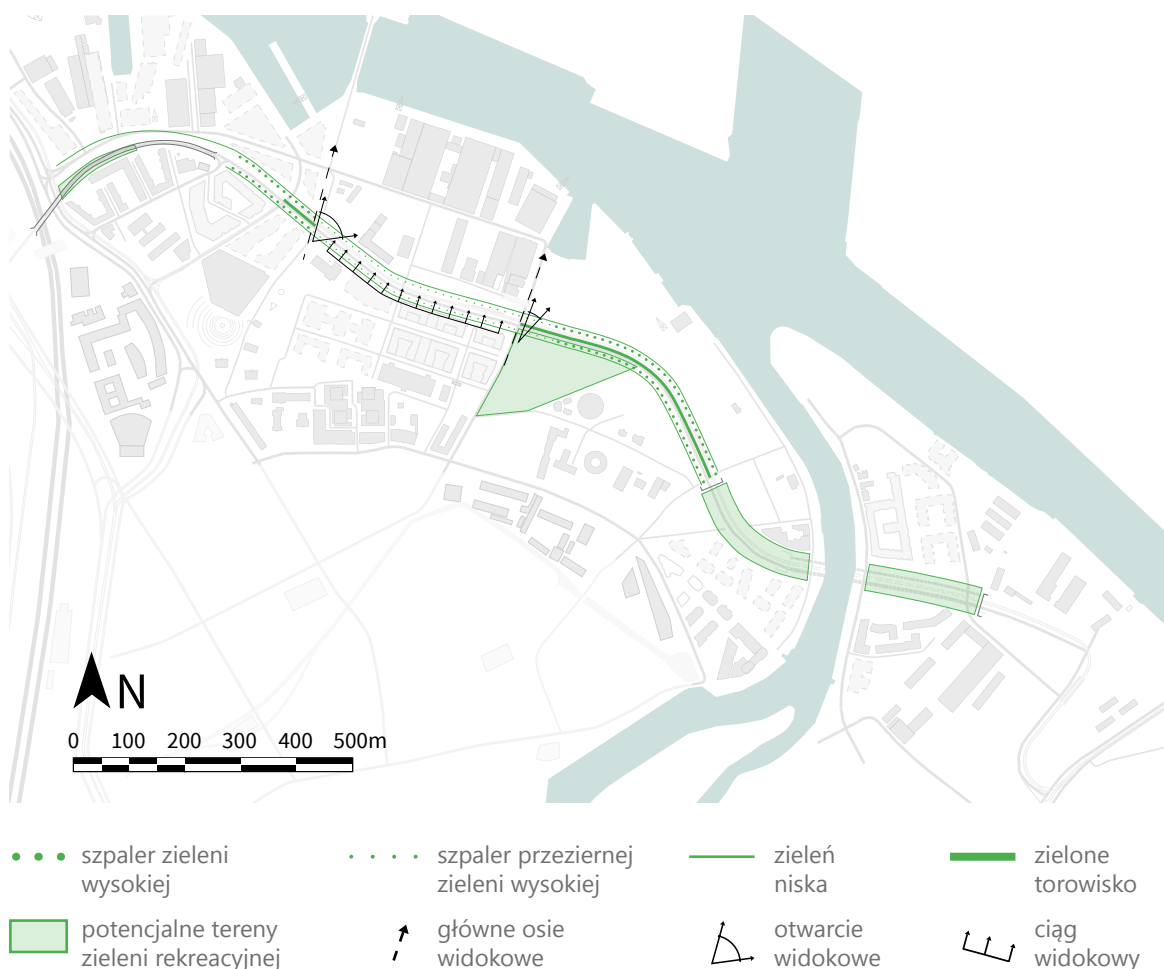 N
0 100 200 300 400 500m
szpaler zieleni
wysokiej
szpaler przeziernej
zieleni wysokiej
zieleń
niska
zielone
torowisko
potencjalne tereny
zieleni rekreacyjnej
główne osie
widokowe
otwarcie
widokowe
ciąg
widokowy